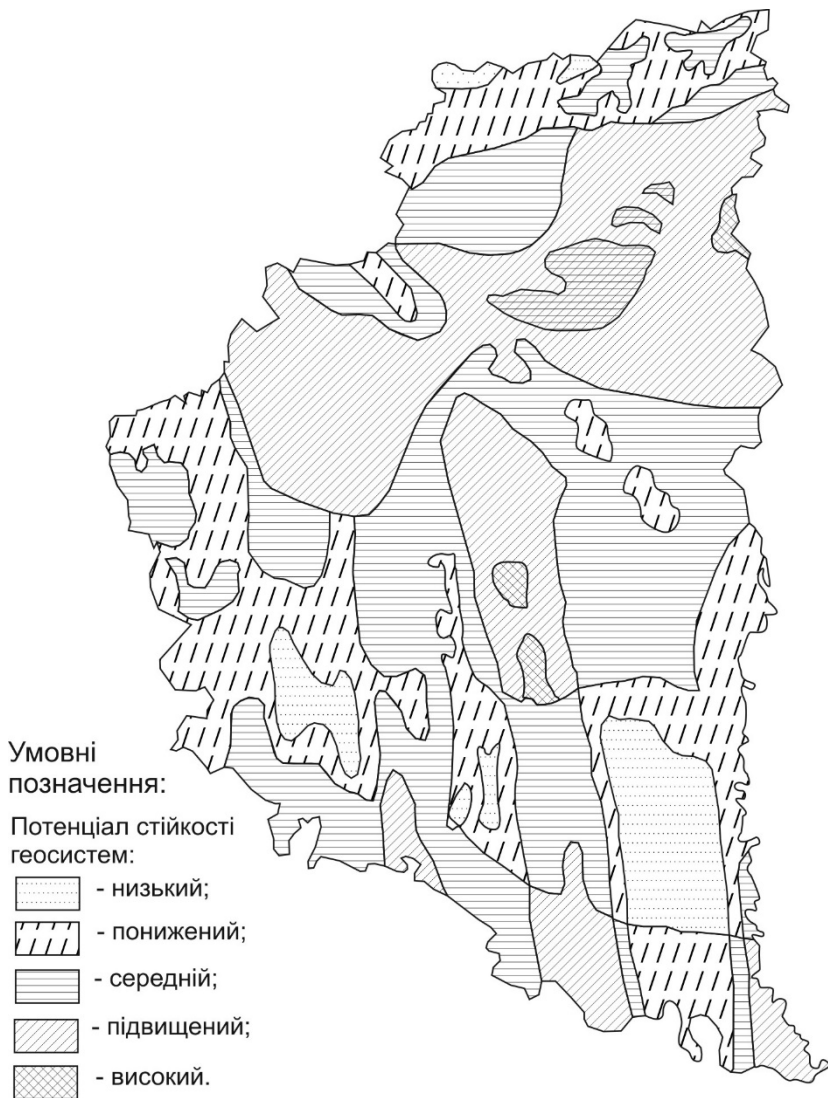 Умовні
позначення:
Потенціал стійкості
геосистем:
- низький;
- понижений;
- середній;
- підвищений;
- високий.